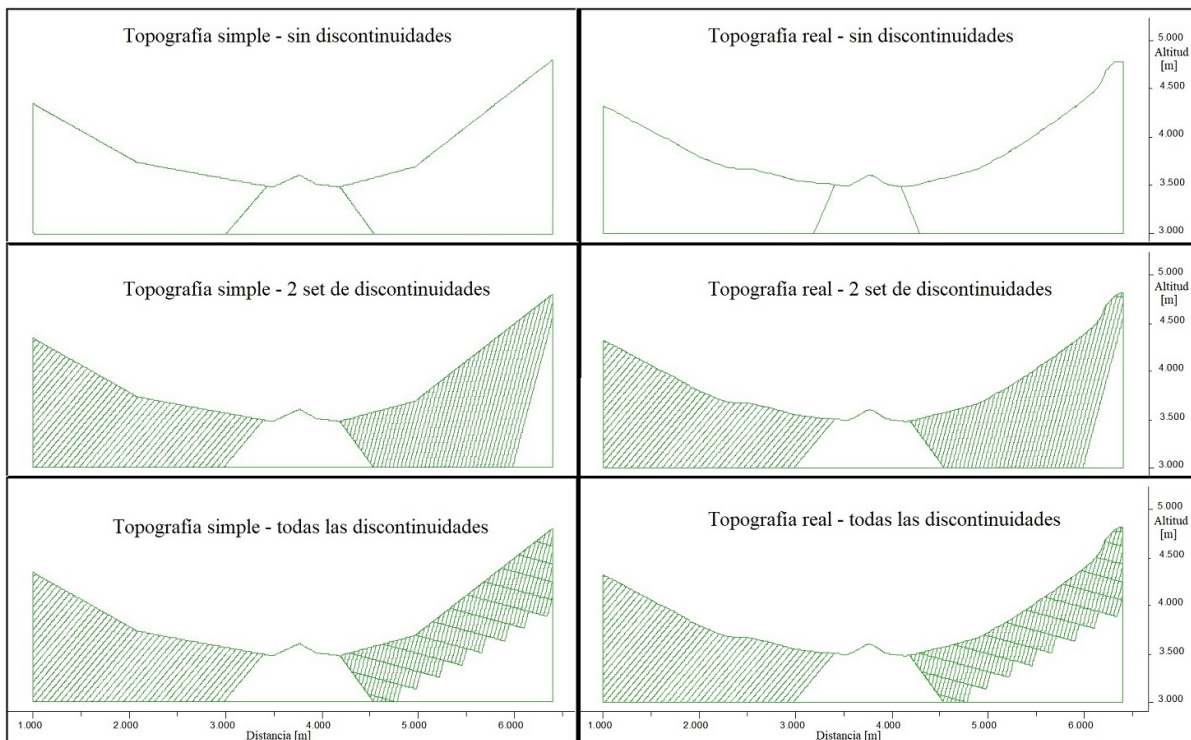 Topografía simple - sin discontinuidades
Topografía real - sin discontinuidades
5.000
Altitud
[m]
4.500
4.000
3.500
3.000
Topografía simple - 2 set de discontinuidades
Topografía real - 2 set de discontinuidades
5.000
Altitud
[m]
4.500
4.000
3.500
3.000
Topografía simple - todas las discontinuidades
Topografía real - todas las discontinuidades
5.000
Altitud
[m]
4.500
4.000
3.500
3.000
1.000 2.000 3.000 4.000 5.000 6.000
Distancia [m]
1.000 2.000 3.000 4.000 5.000 6.000
Distancia [m]